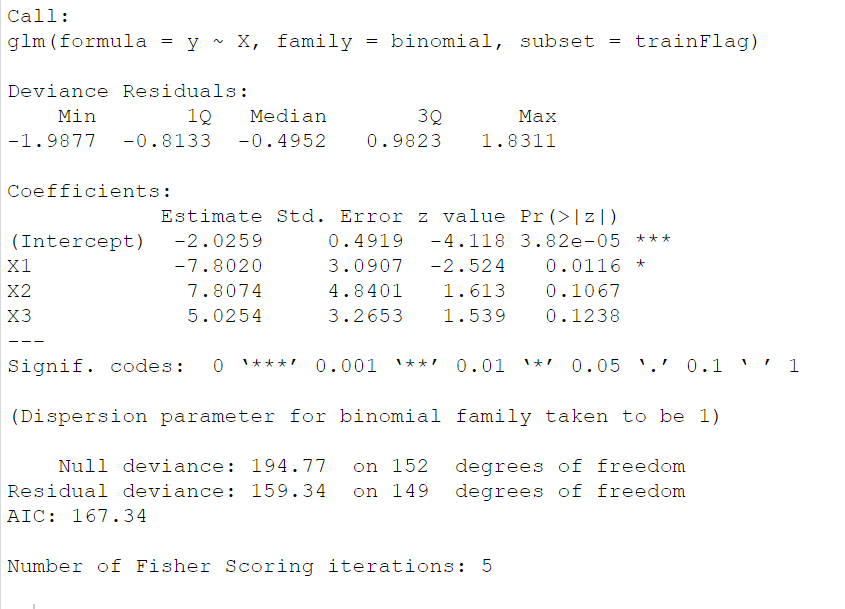 Call:
glm(formula = y ~ X, family = binomial, subset = trainFlag)
Deviance Residuals:
    Min       1Q   Median       3Q      Max
-1.9877  -0.8133  -0.4952   0.9823   1.8311
Coefficients:
            Estimate Std. Error z value Pr(>|z|)
(Intercept)  -2.0259     0.4919  -4.118 3.82e-05 ***
X1           -7.8020     3.0907  -2.524   0.0116 *
X2            7.8074     4.8401   1.613   0.1067
X3            5.0254     3.2653   1.539   0.1238
---
Signif. codes:  0 ‘***’ 0.001 ‘**’ 0.01 ‘*’ 0.05 ‘.’ 0.1 ‘ ’ 1
(Dispersion parameter for binomial family taken to be 1)
    Null deviance: 194.77  on 152  degrees of freedom
Residual deviance: 159.34  on 149  degrees of freedom
AIC: 167.34
Number of Fisher Scoring iterations: 5